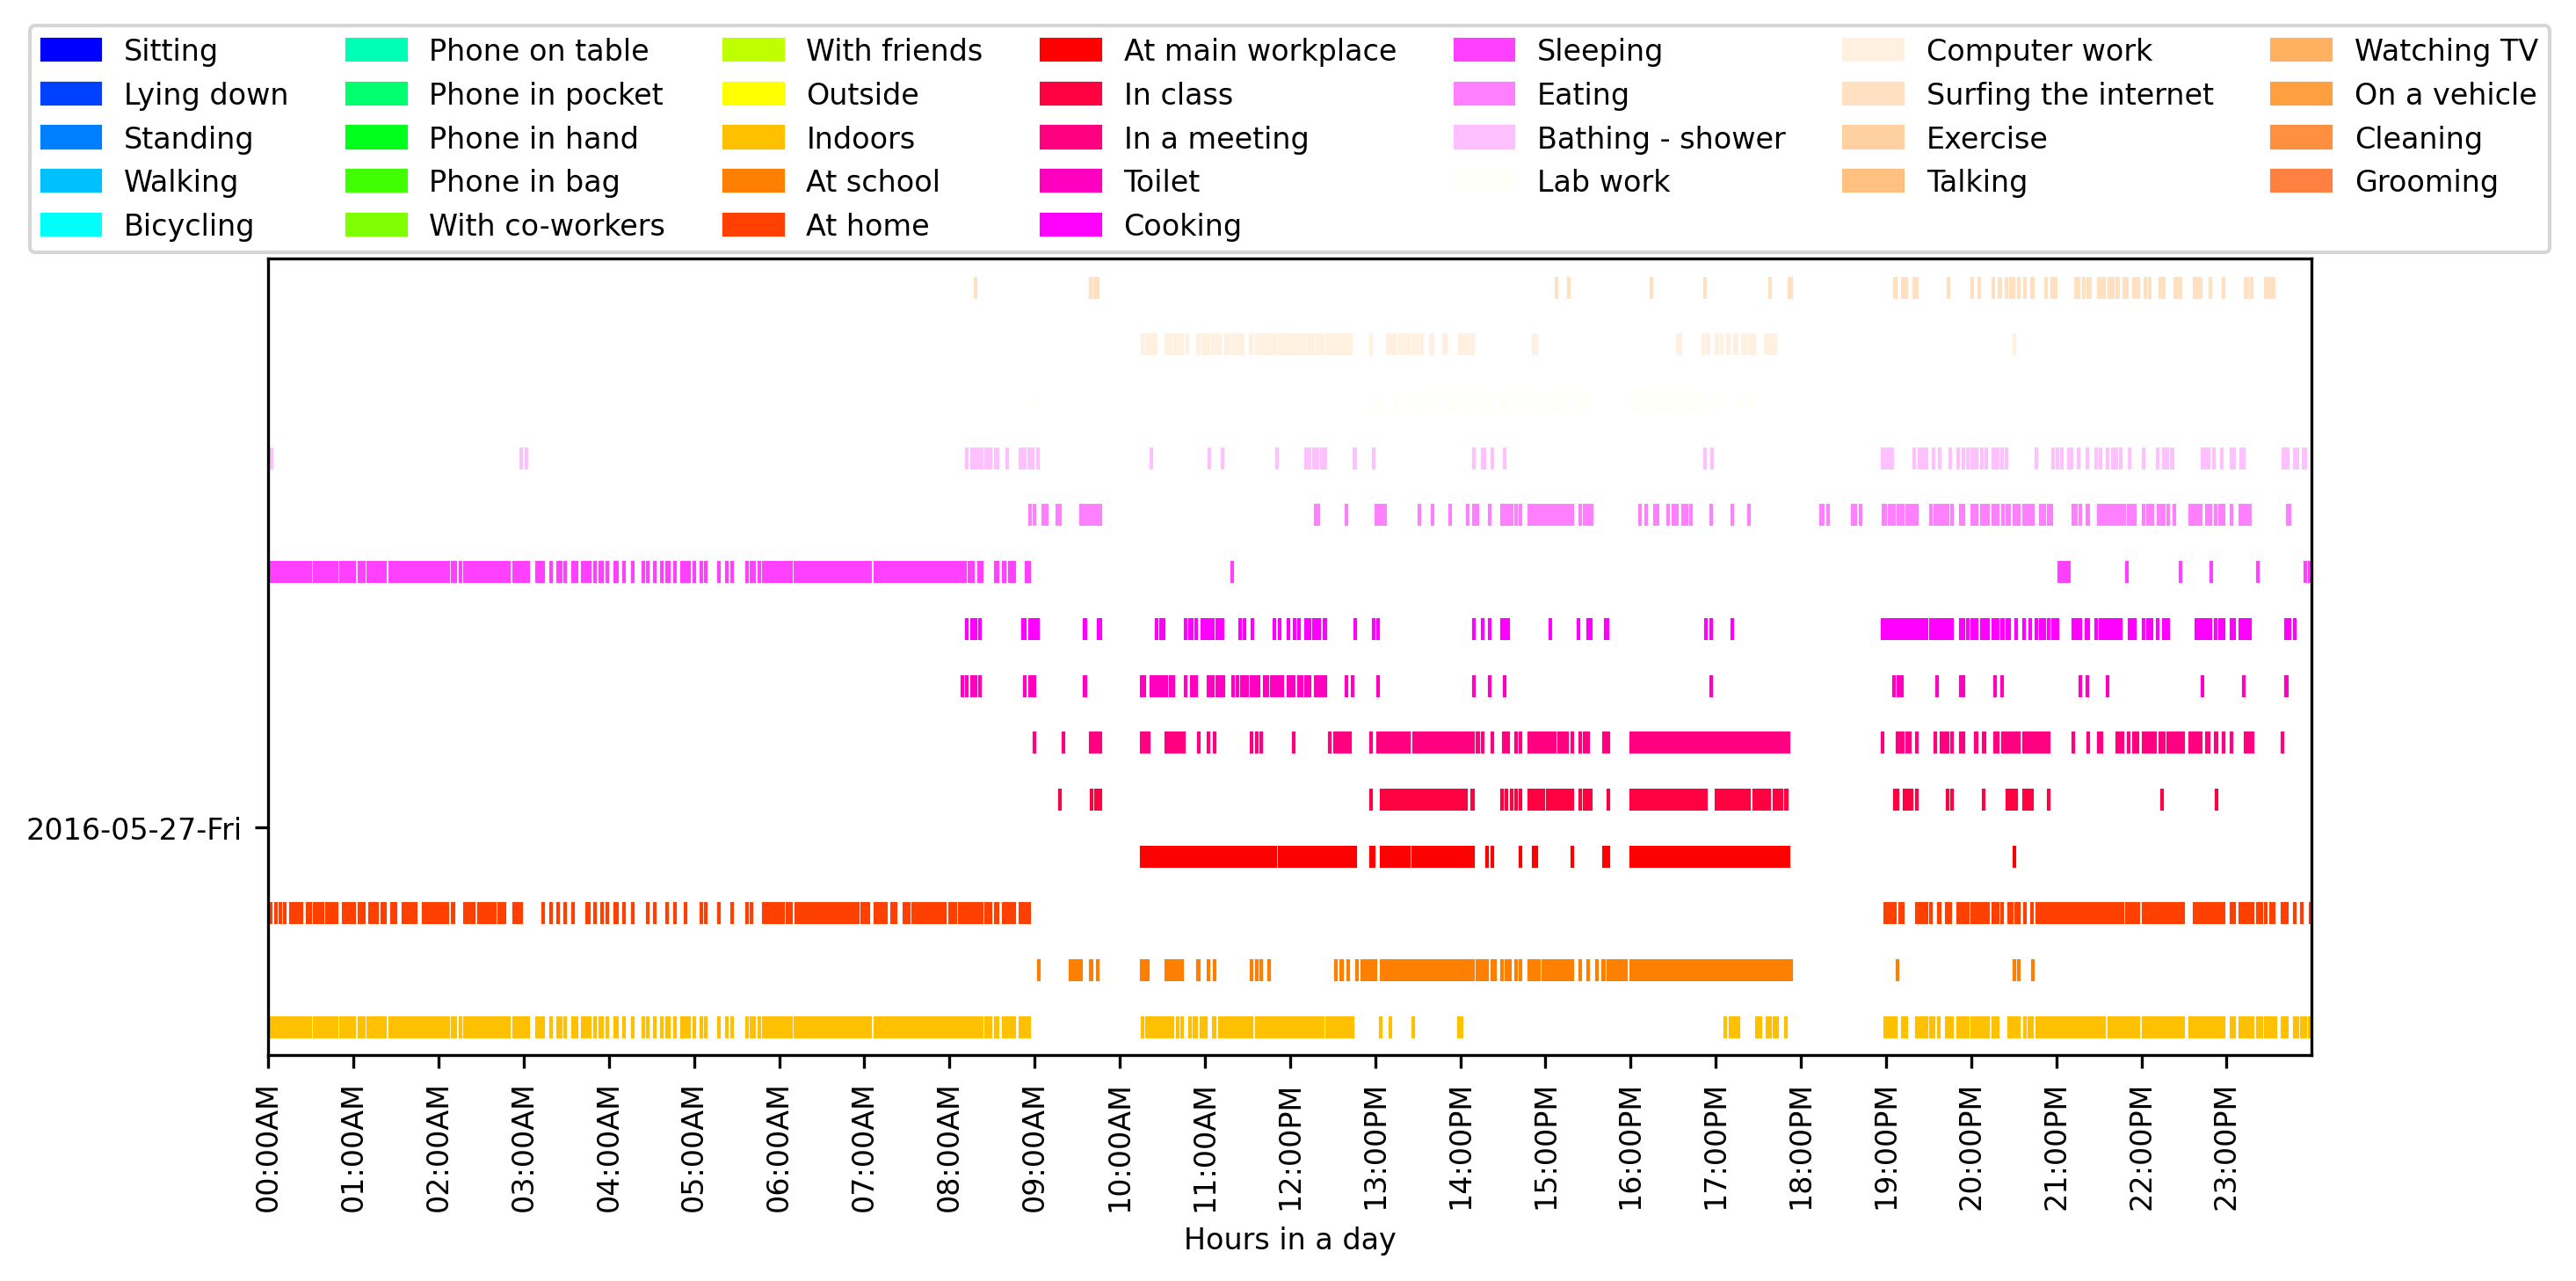 Sitting Phone on table With friends At main workplace Sleeping Computer work Watching TV
Lying down Phone in pocket Outside In class Eating Surfing the internet On a vehicle
Standing Phone in hand Indoors In a meeting Bathing - shower Exercise Cleaning
Walking Phone in bag At school Toilet Lab work Talking Grooming
Bicycling With co-workers At home Cooking
2016-05-27-Fri
00:00AM 01:00AM 02:00AM 03:00AM 04:00AM 05:00AM 06:00AM 07:00AM 08:00AM 09:00AM 10:00AM 11:00AM 12:00PM 13:00PM 14:00PM 15:00PM 16:00PM 17:00PM 18:00PM 19:00PM 20:00PM 21:00PM 22:00PM 23:00PM
Hours in a day